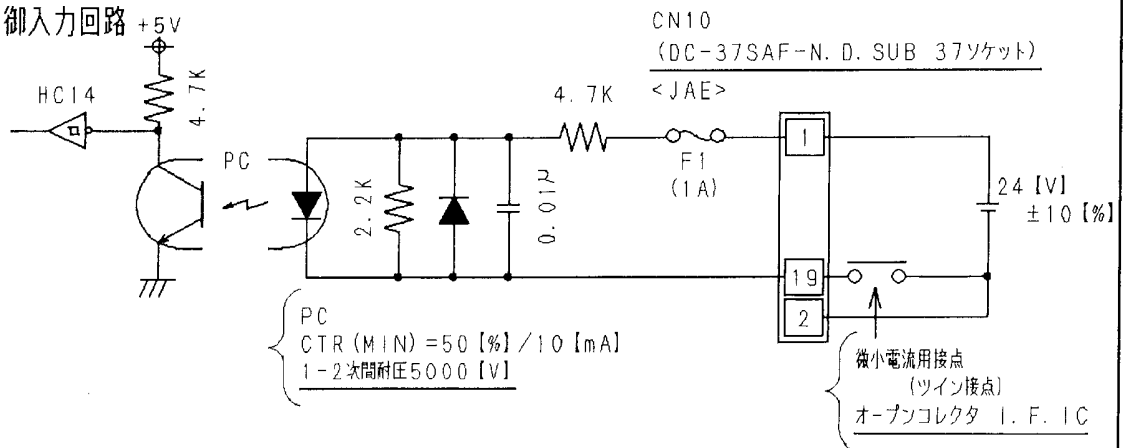 御入力回路
+5V
4.7K
HC14
PC
2.2K
0.01μ
4.7K
F1
(1A)
CN10
(DC-37SAF-N. D. SUB 37ソケット)
<JAE>
1
19
2
24【V】
±10【%】
PC
CTR(MIN)=50【%】/10【mA】
1-2次間耐圧5000【V】
微小電流用接点
(ツイン接点)
オープンコレクタ I. F. IC